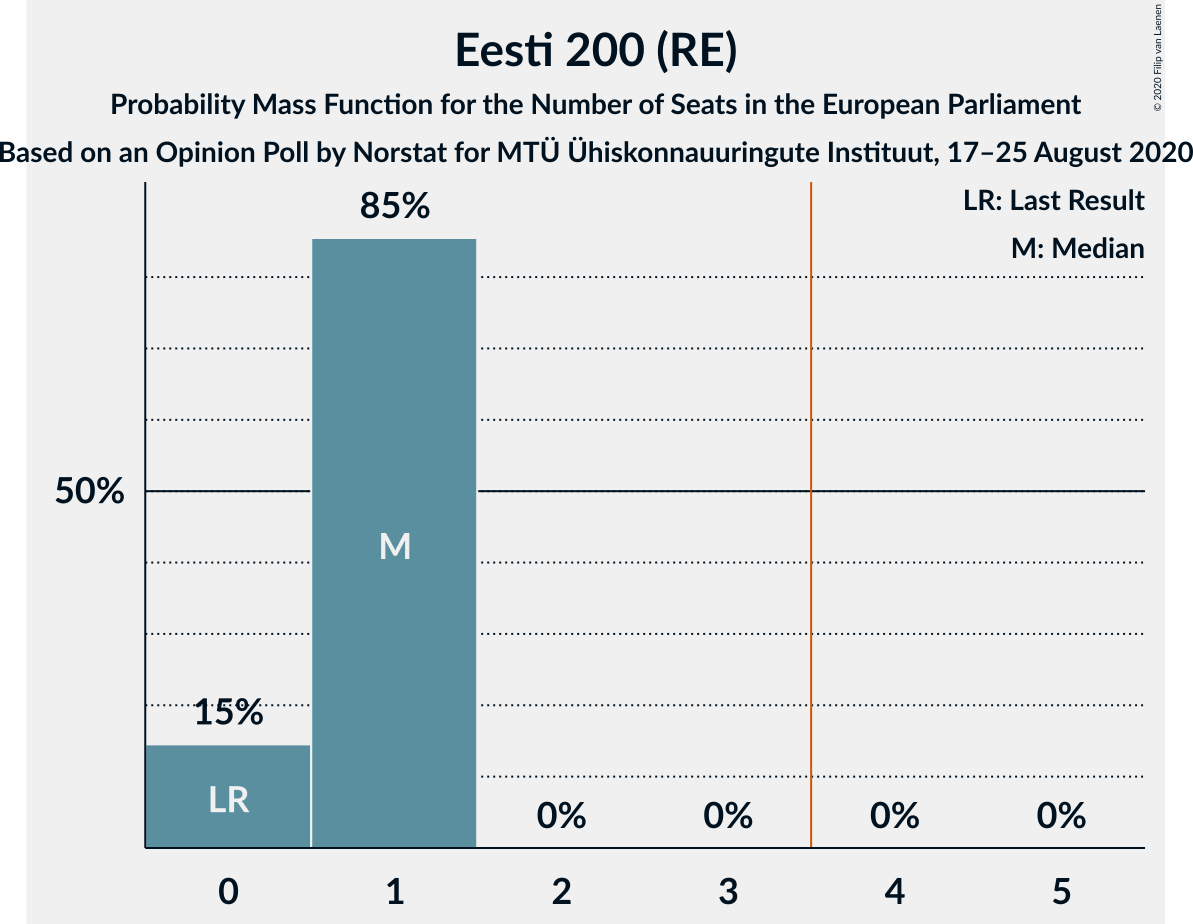 Eesti 200 (RE)
Probability Mass Function for the Number of Seats in the European Parliament
Based on an Opinion Poll by Norstat for MTÜ Ühiskonnauuringute Instituut, 17–25 August 2020
© 2020 Filip van Laenen
LR: Last Result
M: Median
85%
50%
M
15%
LR
0% 0% 0% 0%
0 1 2 3 4 5